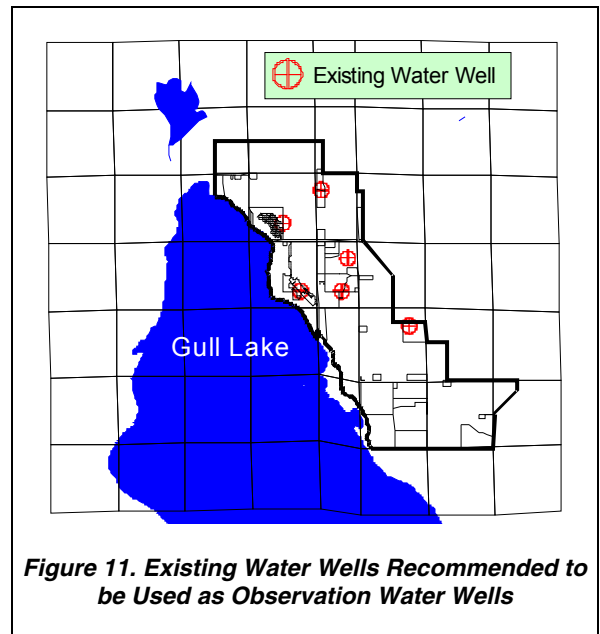 Existing Water Well
Gull Lake
Figure 11. Existing Water Wells Recommended to
be Used as Observation Water Wells